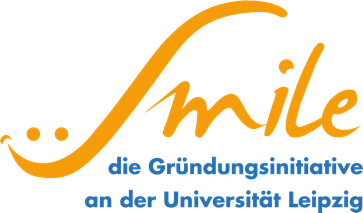 Smile
die Gründungsinitiative
an der Universität Leipzig